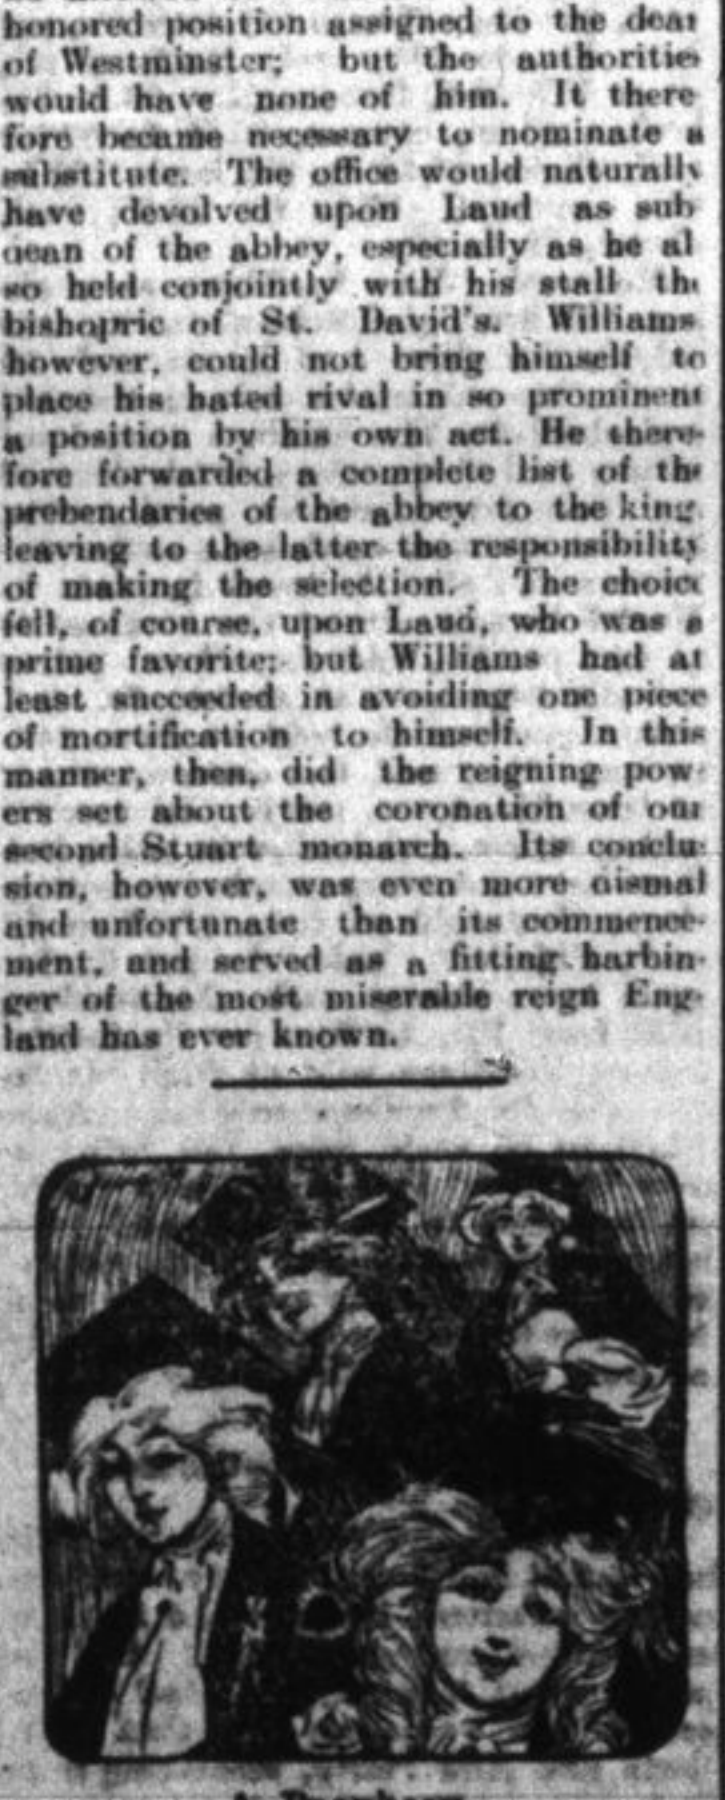 honored position assigned to the dean
of Westminster; but the authorities
would have none of him. It there
fore became necessary to nominate a
substitute. The office would naturally
have devolved upon Laud as sub
dean of the abbey, especially as he al
so held conjointly with his stall the
bishopric of St. David's. Williams
however, could not bring himself to
place his hated rival in so prominent
a position by his own act. He there-
fore forwarded a complete list of the
prebendaries of the abbey to the king,
leaving to the latter the responsibility
of making the selection. The choice
fell, of course, upon Laud, who was a
prime favorite; but Williams had at
least succeeded in avoiding one piece
of mortification to himself. In this
manner, then, did the reigning pow-
ers set about the coronation of our
second Stuart monarch. Its conclu-
sion, however, was even more dismal
and unfortunate than its commence-
ment, and served as a fitting harbin-
ger of the most miserable reign Eng-
land has ever known.